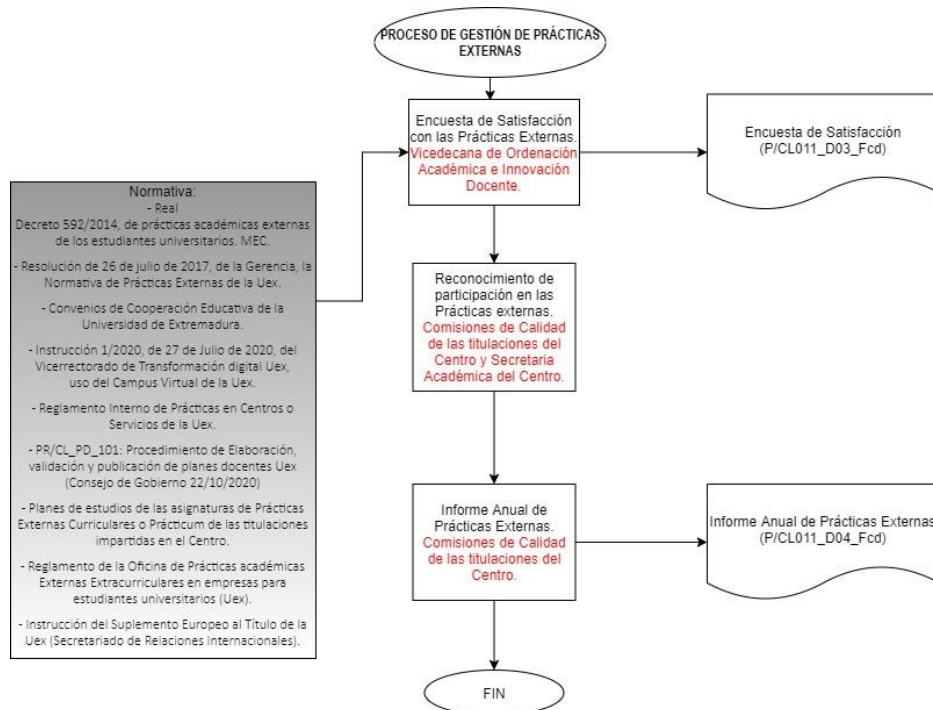 PROCESO DE GESTIÓN DE PRÁCTICAS
EXTERNAS
Encuesta de Satisfacción
con las Prácticas Externas.
Vicedecana de Ordenación
Académica e Innovación
Docente.
Encuesta de Satisfacción
(P/CL011_D03_Fcd)
Normativa:
- Real
Decreto 592/2014, de prácticas académicas externas
de los estudiantes universitarios. MEC.
- Resolución de 26 de julio de 2017, de la Gerencia, la
Normativa de Prácticas Externas de la Uex.
- Convenios de Cooperación Educativa de la
Universidad de Extremadura.
- Instrucción 1/2020, de 27 de Julio de 2020, del
Vicerrectorado de Transformación digital Uex,
uso del Campus Virtual de la Uex.
- Reglamento Interno de Prácticas en Centros o
Servicios de la Uex.
- PR/CL_PD_101: Procedimiento de Elaboración,
validación y publicación de planes docentes Uex
(Consejo de Gobierno 22/10/2020)
- Planes de estudios de las asignaturas de Prácticas
Externas Curriculares o Prácticum de las titulaciones
impartidas en el Centro.
- Reglamento de la Oficina de Prácticas académicas
Externas Extracurriculares en empresas para
estudiantes universitarios (Uex).
- Instrucción del Suplemento Europeo al Título de la
Uex (Secretariado de Relaciones Internacionales).
Reconocimiento de
participación en las
Prácticas externas.
Comisiones de Calidad
de las titulaciones del
Centro y Secretaria
Académica del Centro.
Informe Anual de
Prácticas Externas.
Comisiones de Calidad
de las titulaciones del
Centro.
Informe Anual de Prácticas Externas
(P/CL011_D04_Fcd)
FIN